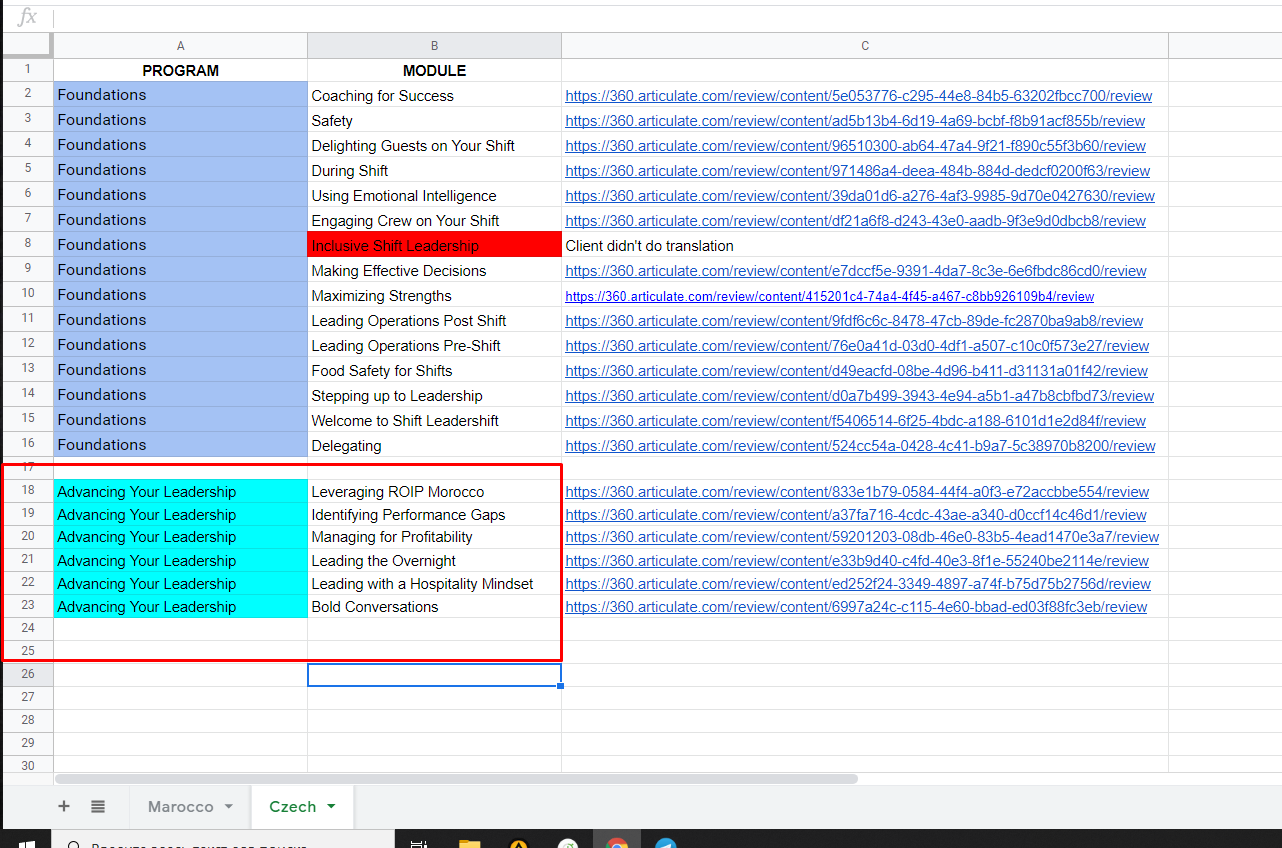 fx
A B C
1 PROGRAM MODULE
2 Foundations Coaching for Success https://360.articulate.com/review/content/5e053776-c295-44e8-84b5-63202fbcc700/review
3 Foundations Safety https://360.articulate.com/review/content/ad5b13b4-6d19-4a69-bcbf-f8b91acf855b/review
4 Foundations Delighting Guests on Your Shift https://360.articulate.com/review/content/96510300-ab64-47a4-9f21-f890c55f3b60/review
5 Foundations During Shift https://360.articulate.com/review/content/971486a4-deea-484b-884d-dedcf0200f63/review
6 Foundations Using Emotional Intelligence https://360.articulate.com/review/content/39da01d6-a276-4af3-9985-9d70e0427630/review
7 Foundations Engaging Crew on Your Shift https://360.articulate.com/review/content/df21a6f8-d243-43e0-aadb-9f3e9d0dbcb8/review
8 Foundations Inclusive Shift Leadership Client didn't do translation
9 Foundations Making Effective Decisions https://360.articulate.com/review/content/e7dccf5e-9391-4da7-8c3e-6e6fbdc86cd0/review
10 Foundations Maximizing Strengths https://360.articulate.com/review/content/415201c4-74a4-4f45-a467-c8bb926109b4/review
11 Foundations Leading Operations Post Shift https://360.articulate.com/review/content/9fdf6c6c-8478-47cb-89de-fc2870ba9ab8/review
12 Foundations Leading Operations Pre-Shift https://360.articulate.com/review/content/76e0a41d-03d0-4df1-a507-c10c0f573e27/review
13 Foundations Food Safety for Shifts https://360.articulate.com/review/content/d49eacfd-08be-4d96-b411-d31131a01f42/review
14 Foundations Stepping up to Leadership https://360.articulate.com/review/content/d0a7b499-3943-4e94-a5b1-a47b8cbfbd73/review
15 Foundations Welcome to Shift Leadershift https://360.articulate.com/review/content/f5406514-6f25-4bdc-a188-6101d1e2d84f/review
16 Foundations Delegating https://360.articulate.com/review/content/524cc54a-0428-4c41-b9a7-5c38970b8200/review
17
18 Advancing Your Leadership Leveraging ROIP Morocco https://360.articulate.com/review/content/833e1b79-0584-44f4-a0f3-e72accbbe554/review
19 Advancing Your Leadership Identifying Performance Gaps https://360.articulate.com/review/content/a37fa716-4cdc-43ae-a340-d0ccf14c46d1/review
20 Advancing Your Leadership Managing for Profitability https://360.articulate.com/review/content/59201203-08db-46e0-83b5-4ead1470e3a7/review
21 Advancing Your Leadership Leading the Overnight https://360.articulate.com/review/content/e33b9d40-c4fd-40e3-8f1e-55240be2114e/review
22 Advancing Your Leadership Leading with a Hospitality Mindset https://360.articulate.com/review/content/ed252f24-3349-4897-a74f-b75d75b2756d/review
23 Advancing Your Leadership Bold Conversations https://360.articulate.com/review/content/6997a24c-c115-4e60-bbad-ed03f88fc3eb/review
24
25
26
27
28
29
30
Marocco Czech